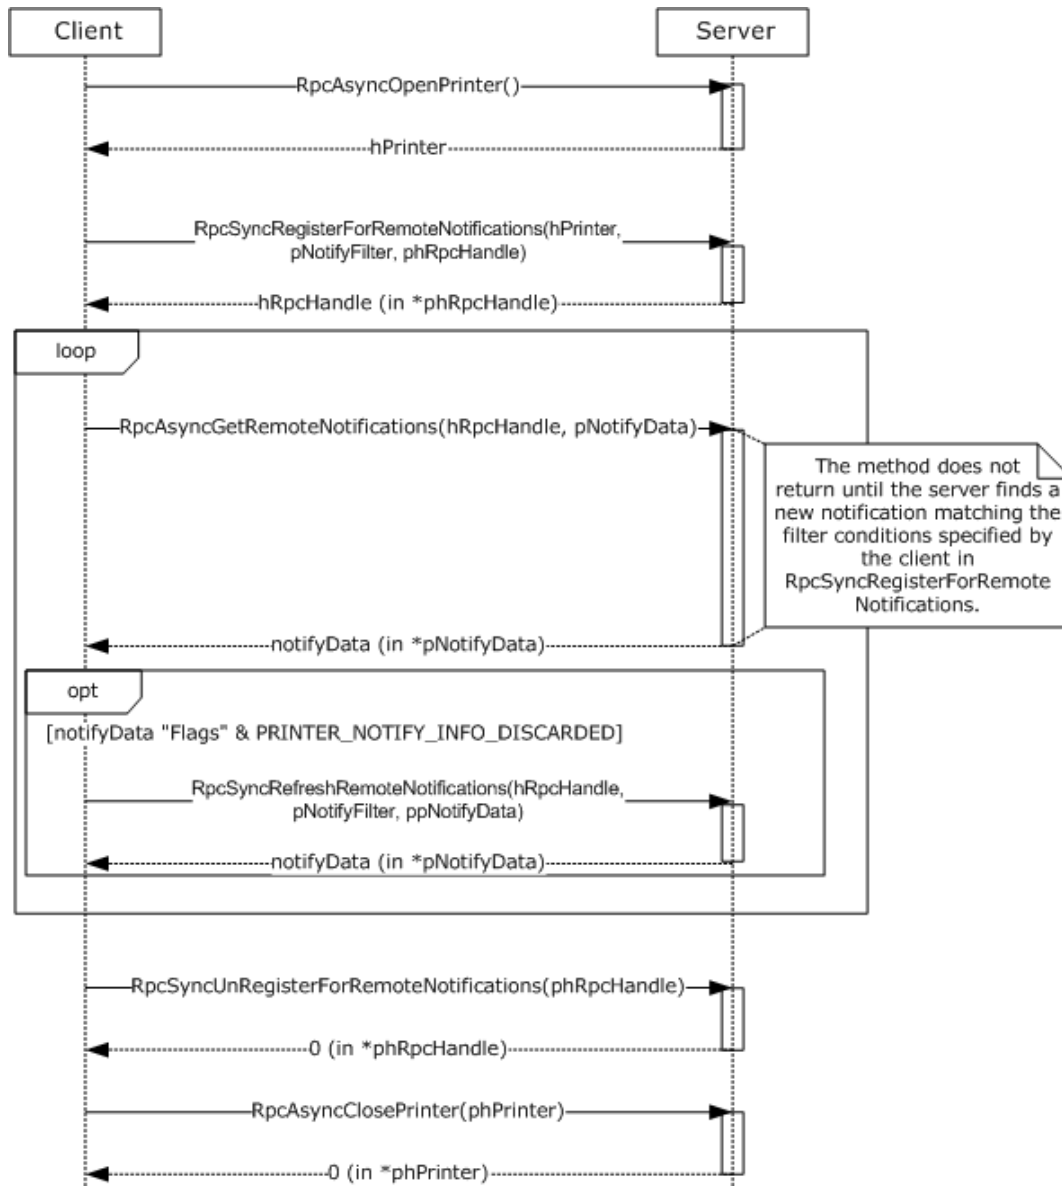 Client
Server
RpcAsyncOpenPrinter()
hPrinter
RpcSyncRegisterForRemoteNotifications(hPrinter,
pNotifyFilter, phRpcHandle)
hRpcHandle (in *phRpcHandle)
loop
RpcAsyncGetRemoteNotifications(hRpcHandle, pNotifyData)
The method does not
return until the server finds a
new notification matching the
filter conditions specified by
the client in
RpcSyncRegisterForRemote
Notifications.
notifyData (in *pNotifyData)
opt
[notifyData "Flags" & PRINTER_NOTIFY_INFO_DISCARDED]
RpcSyncRefreshRemoteNotifications(hRpcHandle,
pNotifyFilter, ppNotifyData)
notifyData (in *pNotifyData)
RpcSyncUnRegisterForRemoteNotifications(phRpcHandle)
0 (in *phRpcHandle)
RpcAsyncClosePrinter(phPrinter)
0 (in *phPrinter)